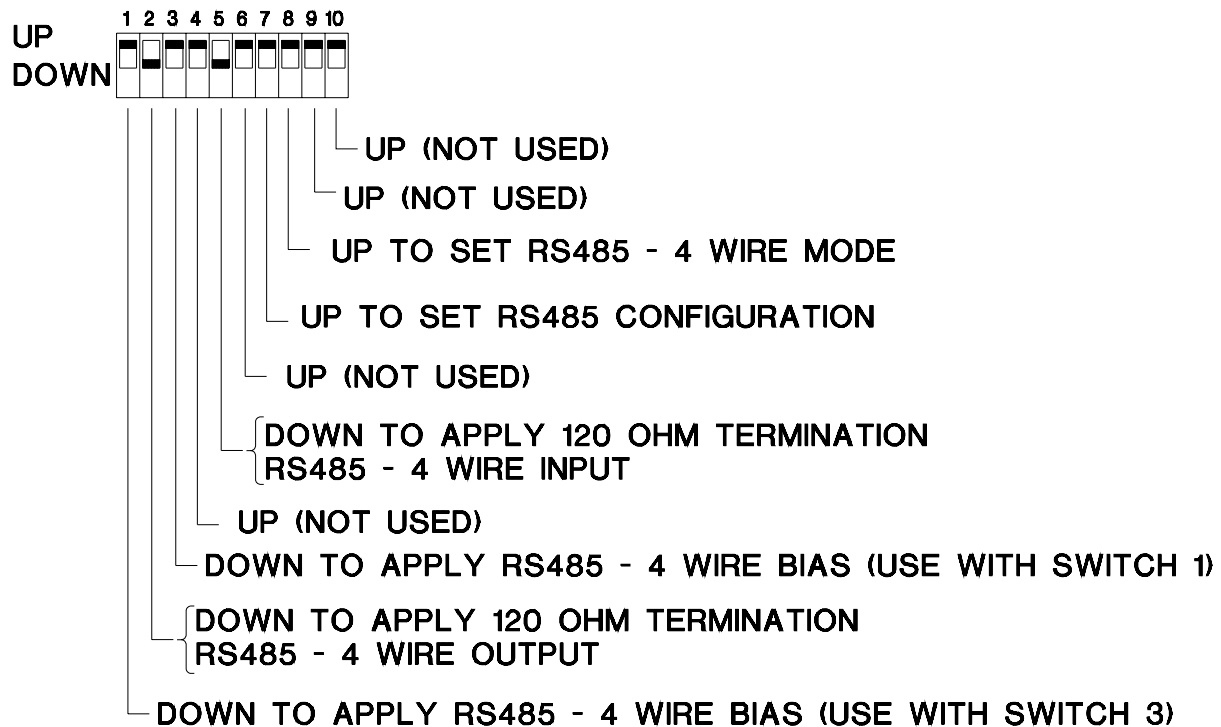 1 2 3 4 5 6 7 8 9 10
UP
DOWN
UP (NOT USED)
UP (NOT USED)
UP TO SET RS485 - 4 WIRE MODE
UP TO SET RS485 CONFIGURATION
UP (NOT USED)
DOWN TO APPLY 120 OHM TERMINATION
RS485 - 4 WIRE INPUT
UP (NOT USED)
DOWN TO APPLY RS485 - 4 WIRE BIAS (USE WITH SWITCH 1)
DOWN TO APPLY 120 OHM TERMINATION
RS485 - 4 WIRE OUTPUT
DOWN TO APPLY RS485 - 4 WIRE BIAS (USE WITH SWITCH 3)